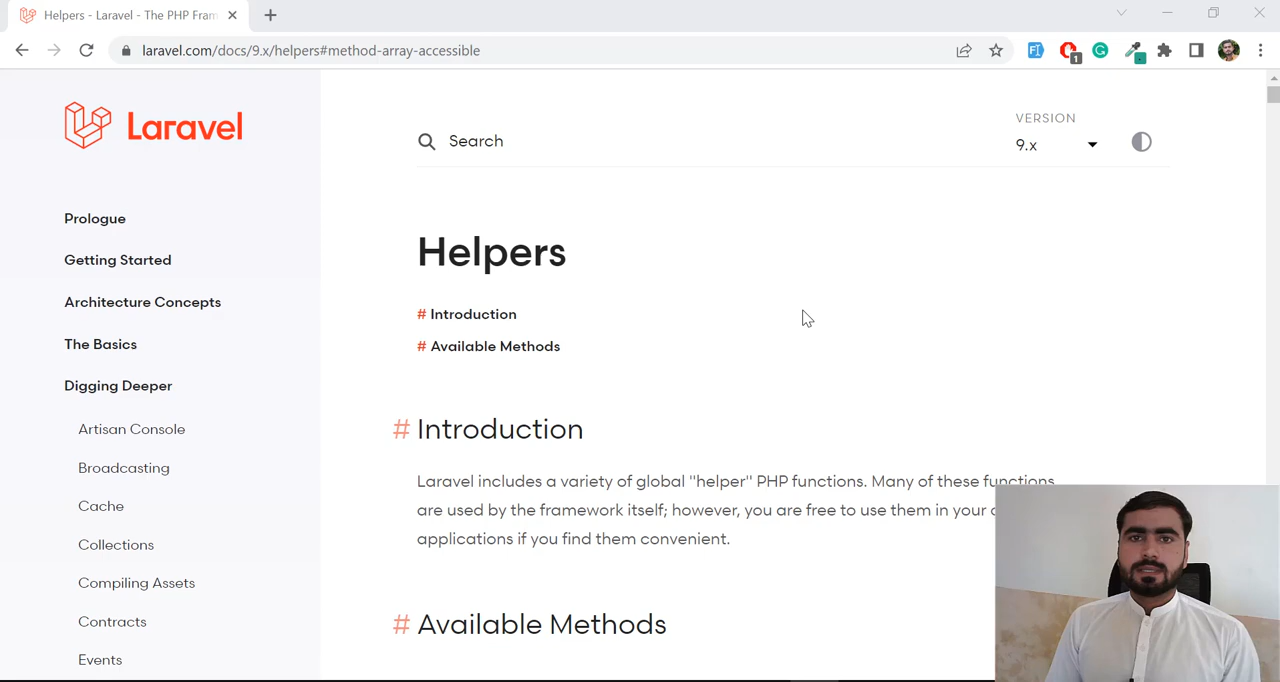 Helpers - Laravel - The PHP Fram
laravel.com/docs/9.x/helpers#method-array-accessible
1
Laravel
Search
VERSION
9.x
Prologue
Getting Started
Architecture Concepts
The Basics
Digging Deeper
Artisan Console
Broadcasting
Cache
Collections
Compiling Assets
Contracts
Events
Helpers
# Introduction
# Available Methods
# Introduction
Laravel includes a variety of global "helper" PHP functions. Many of these functions
are used by the framework itself; however, you are free to use them in your
applications if you find them convenient.
# Available Methods